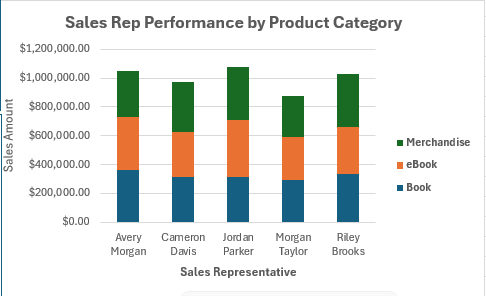 Sales Rep Performance by Product Category
$1,200,000.00
$1,000,000.00
$800,000.00
$600,000.00
$400,000.00
$200,000.00
$0.00
Sales Amount
Avery Morgan
Cameron Davis
Jordan Parker
Morgan Taylor
Riley Brooks
Sales Representative
Merchandise
eBook
Book